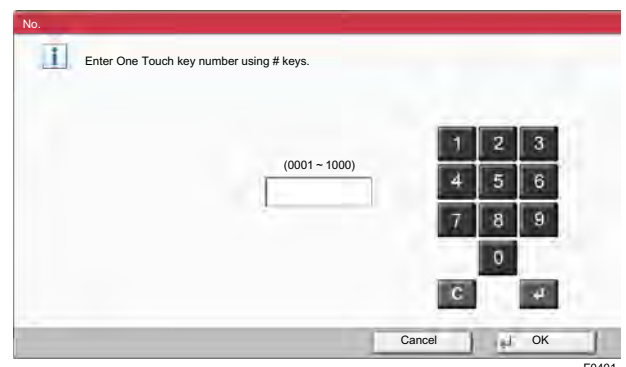 No.
Enter One Touch key number using # keys.
(0001 ~ 1000)
1 2 3
4 5 6
7 8 9
0
C ↵
Cancel ↵ OK